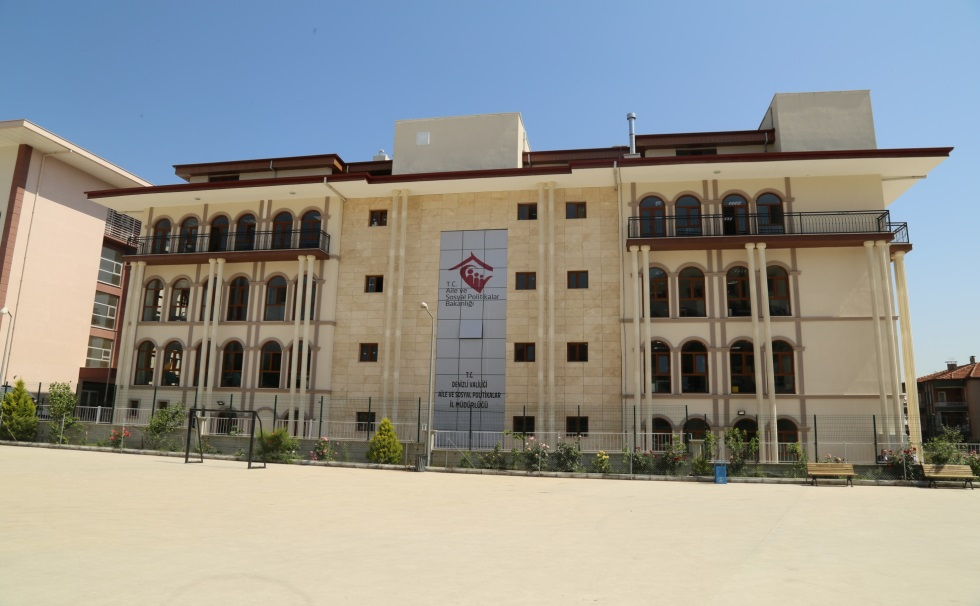 T.C.
Aile ve
Sosyal Politikalar
Bakanlığı
T.C.
DENİZLİ VALİLİĞİ
AİLE VE SOSYAL POLİTİKALAR
İL MÜDÜRLÜĞÜ